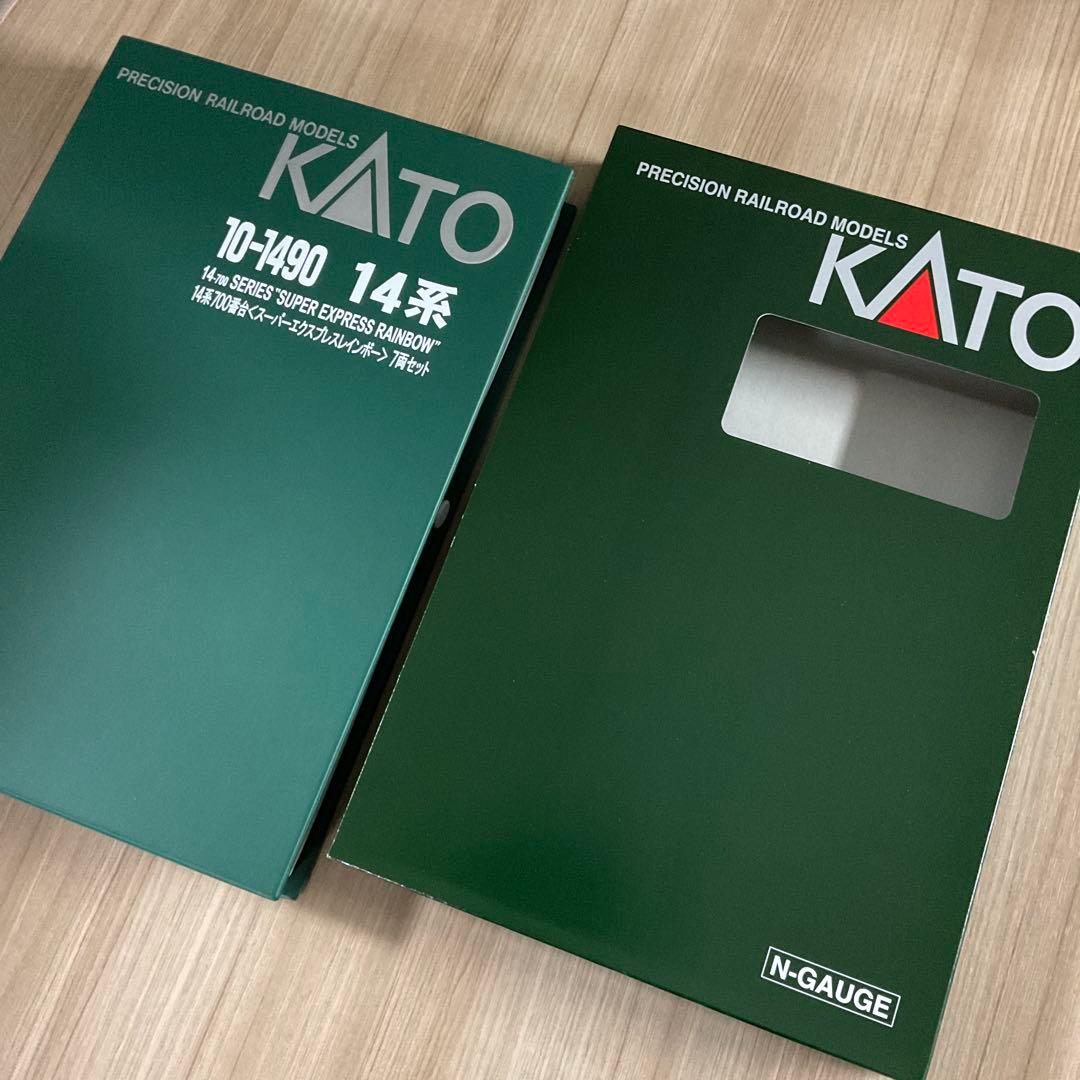 PRECISION RAILROAD MODELS
KATO
10-1490 14系
14-700 SERIES "SUPER EXPRESS RAINBOW"
14系700番台<スーパーエクスプレスレインボー> 7両セット
PRECISION RAILROAD MODELS
KATO
N-GAUGE